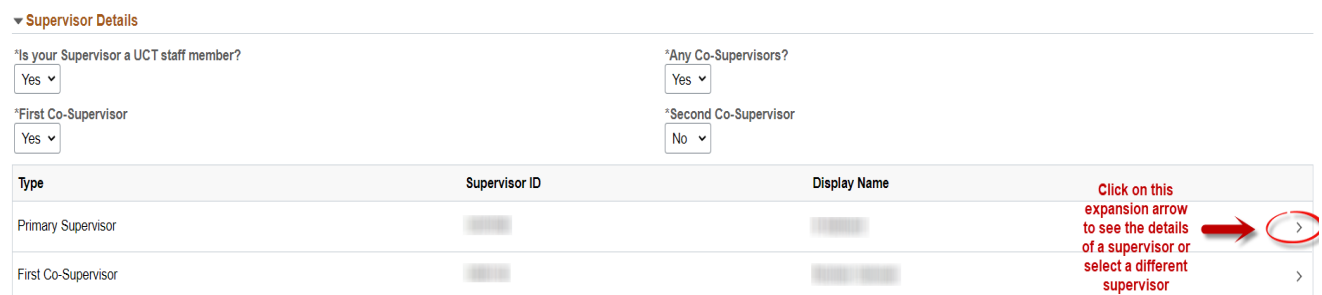 Supervisor Details
*Is your Supervisor a UCT staff member?
*Any Co-Supervisors?
Yes
Yes
*First Co-Supervisor
*Second Co-Supervisor
Yes
No
Type Supervisor ID Display Name
Click on this
expansion arrow
to see the details
of a supervisor or
select a different
supervisor
Primary Supervisor
First Co-Supervisor